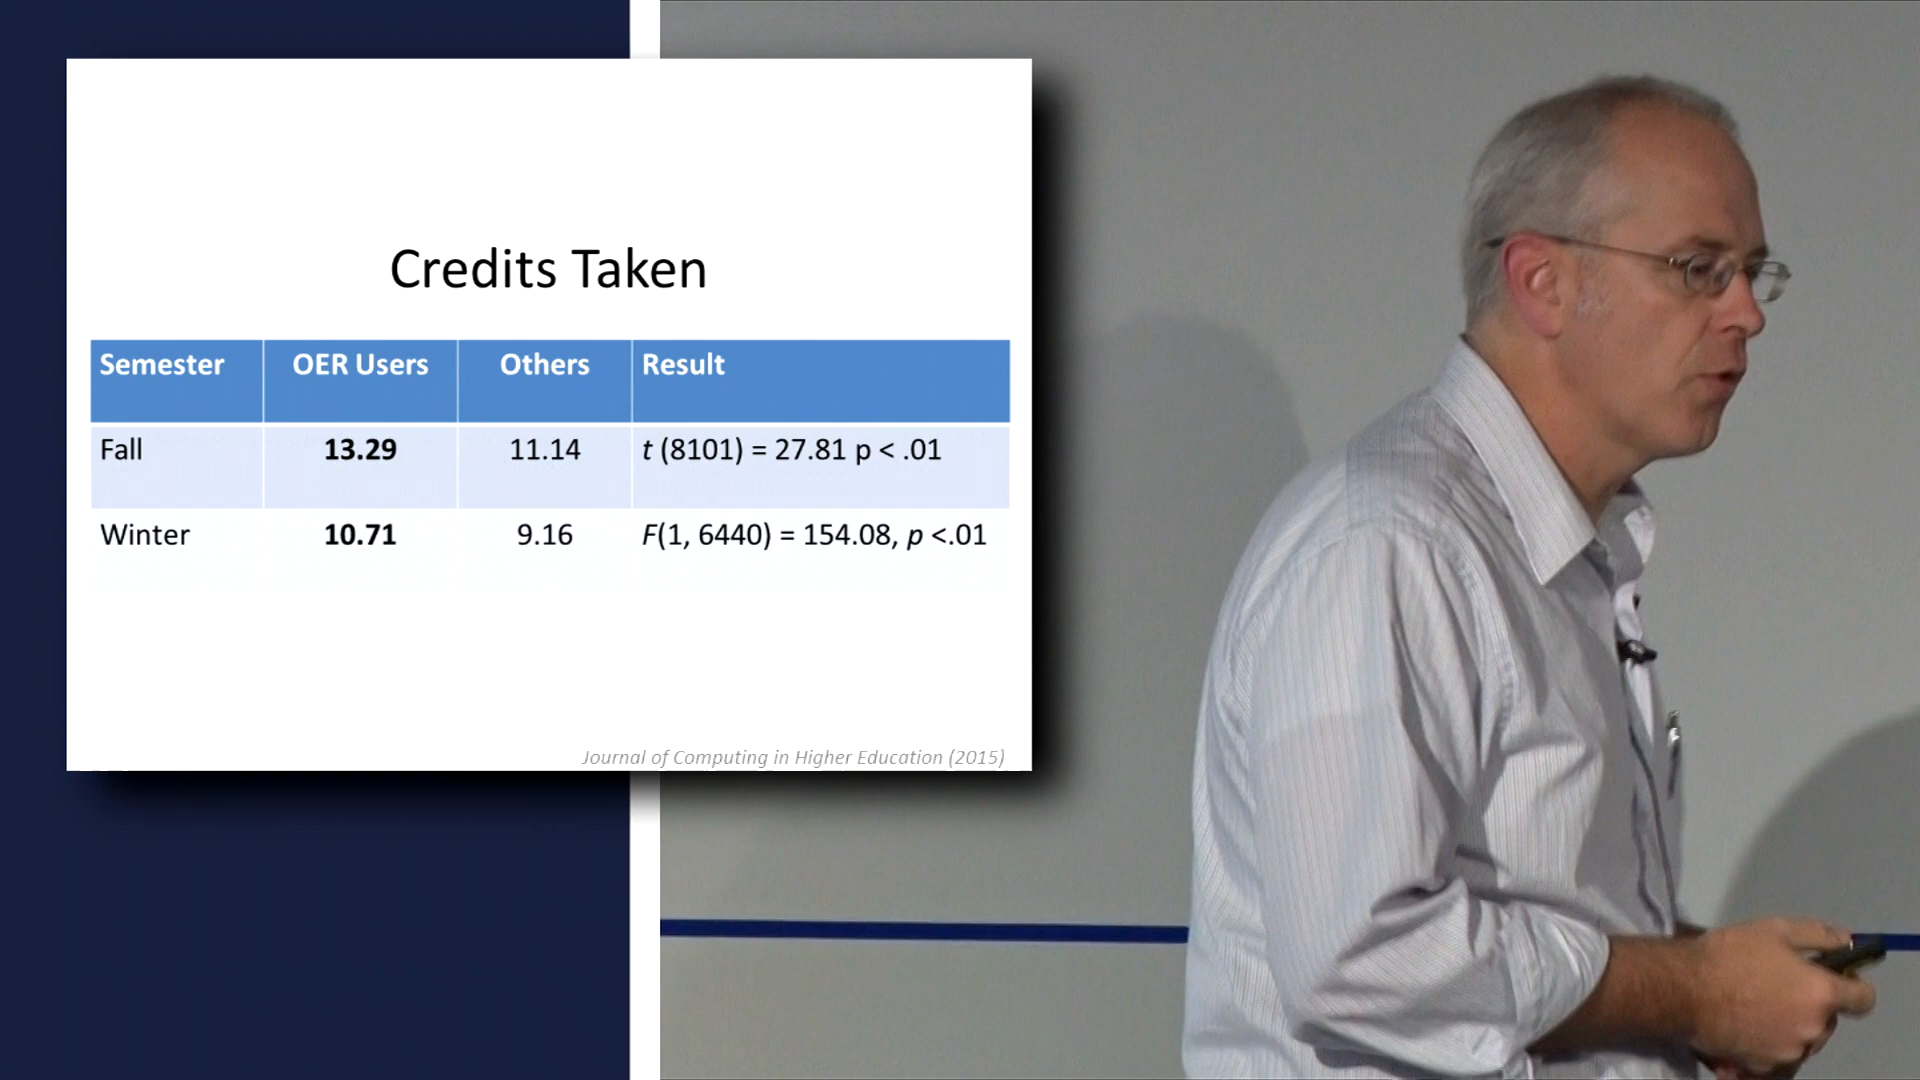 Credits Taken
Semester OER Users Others Result
Fall 13.29 11.14 t (8101) = 27.81 p < .01
Winter 10.71 9.16 F(1, 6440) = 154.08, p <.01
Journal of Computing in Higher Education (2015)